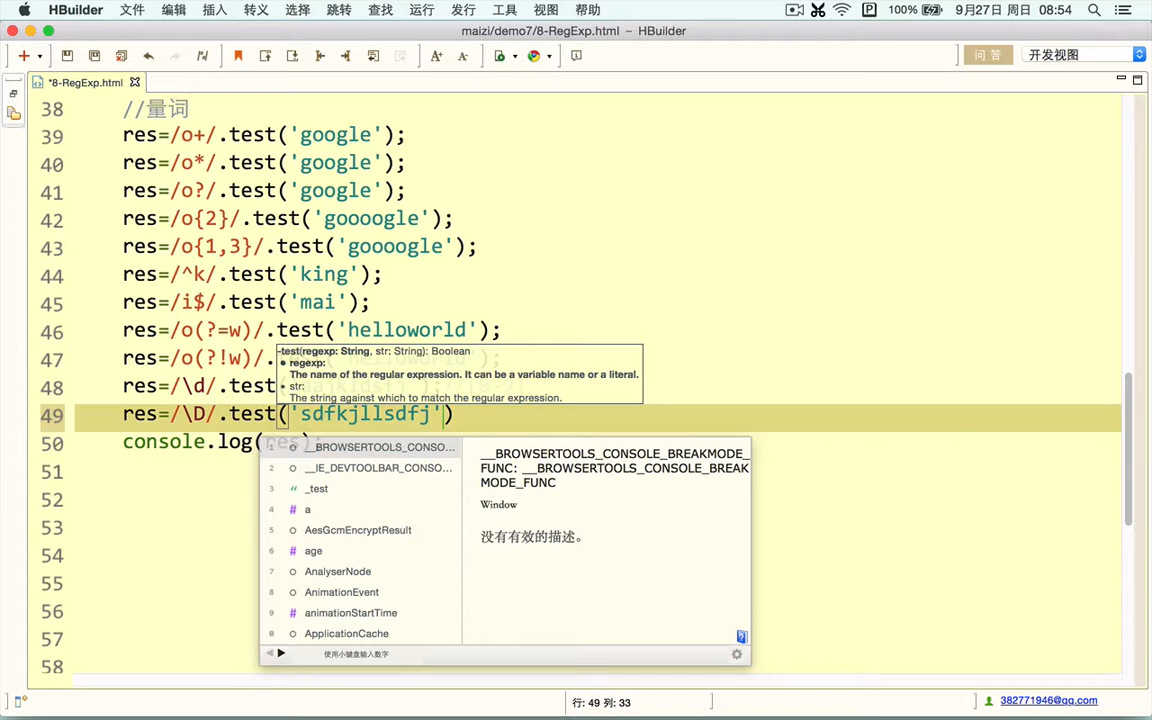 HBuilder 文件 编辑 插入 转义 选择 跳转 查找 运行 发行 工具 视图 帮助 100% 9月27日 周日 08:54
maizi/demo7/8-RegExp.html – HBuilder
问 答 开发视图
*8-RegExp.html
38 //量词
39 res=/o+/.test('google');
40 res=/o*/.test('google');
41 res=/o?/.test('google');
42 res=/o{2}/.test('goooogle');
43 res=/o{1,3}/.test('goooogle');
44 res=/^k/.test('king');
45 res=/i$/.test('mai');
46 res=/o(?=w)/.test('helloworld');
47 res=/o(?!w)/.
-test(regexp: String, str: String): Boolean
• regexp:
The name of the regular expression. It can be a variable name or a literal.
• str:
The string against which to match the regular expression.
48 res=/\d/.test(
49 res=/\D/.test('sdfkjllsdfj')
50 console.log(res);
51
52
53
54
55
56
57
58
1 __BROWSERTOOLS_CONSO...
2 __IE_DEVTOOLBAR_CONSO...
3 _test
4 a
5 AesGcmEncryptResult
6 age
7 AnalyserNode
8 AnimationEvent
9 animationStartTime
0 ApplicationCache
使用小键盘输入数字
__BROWSERTOOLS_CONSOLE_BREAKMODE_
FUNC: __BROWSERTOOLS_CONSOLE_BREAK
MODE_FUNC
Window
没有有效的描述。
行: 49 列: 33
382771946@qq.com